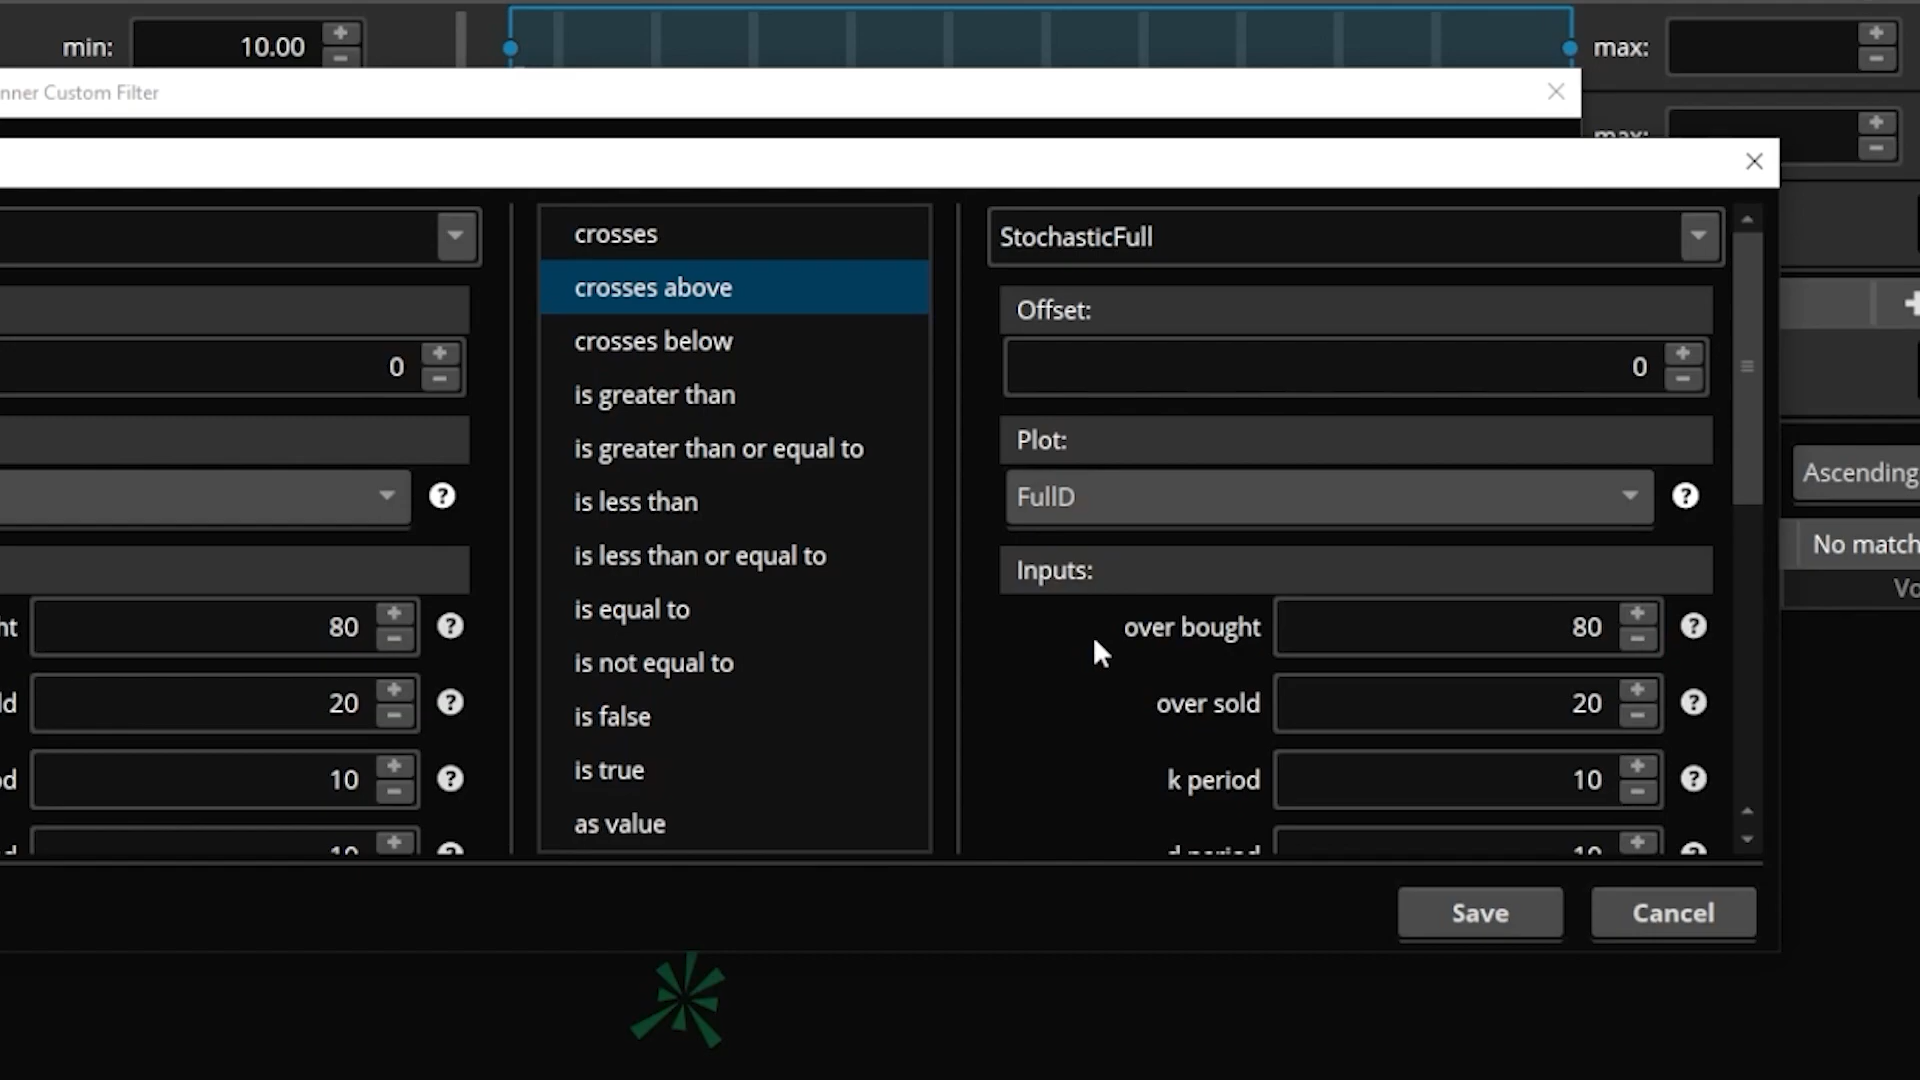 min: 10.00 max:
nner Custom Filter
max:
crosses
crosses above
crosses below
is greater than
is greater than or equal to
is less than
is less than or equal to
is equal to
is not equal to
is false
is true
as value
0
ht 80
ld 20
od 10
10
StochasticFull
Offset:
0
Plot:
FullD
Inputs:
over bought 80
over sold 20
k period 10
d period 10
Save Cancel
Ascending
No match
Vo